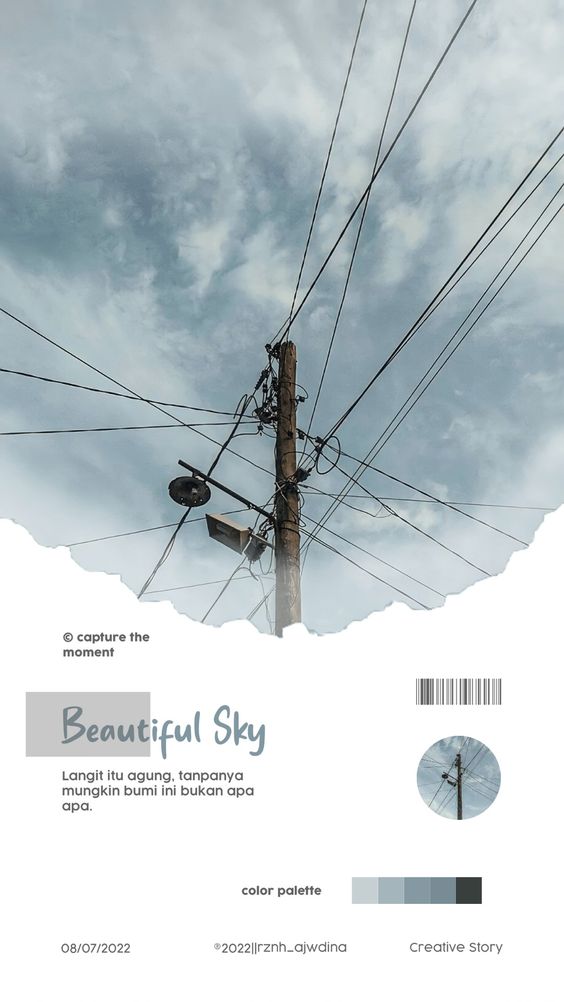 © capture the
moment
Beautiful Sky
Langit itu agung, tanpanya
mungkin bumi ini bukan apa
apa.
color palette
08/07/2022
©2022||rznh_ajwdina
Creative Story